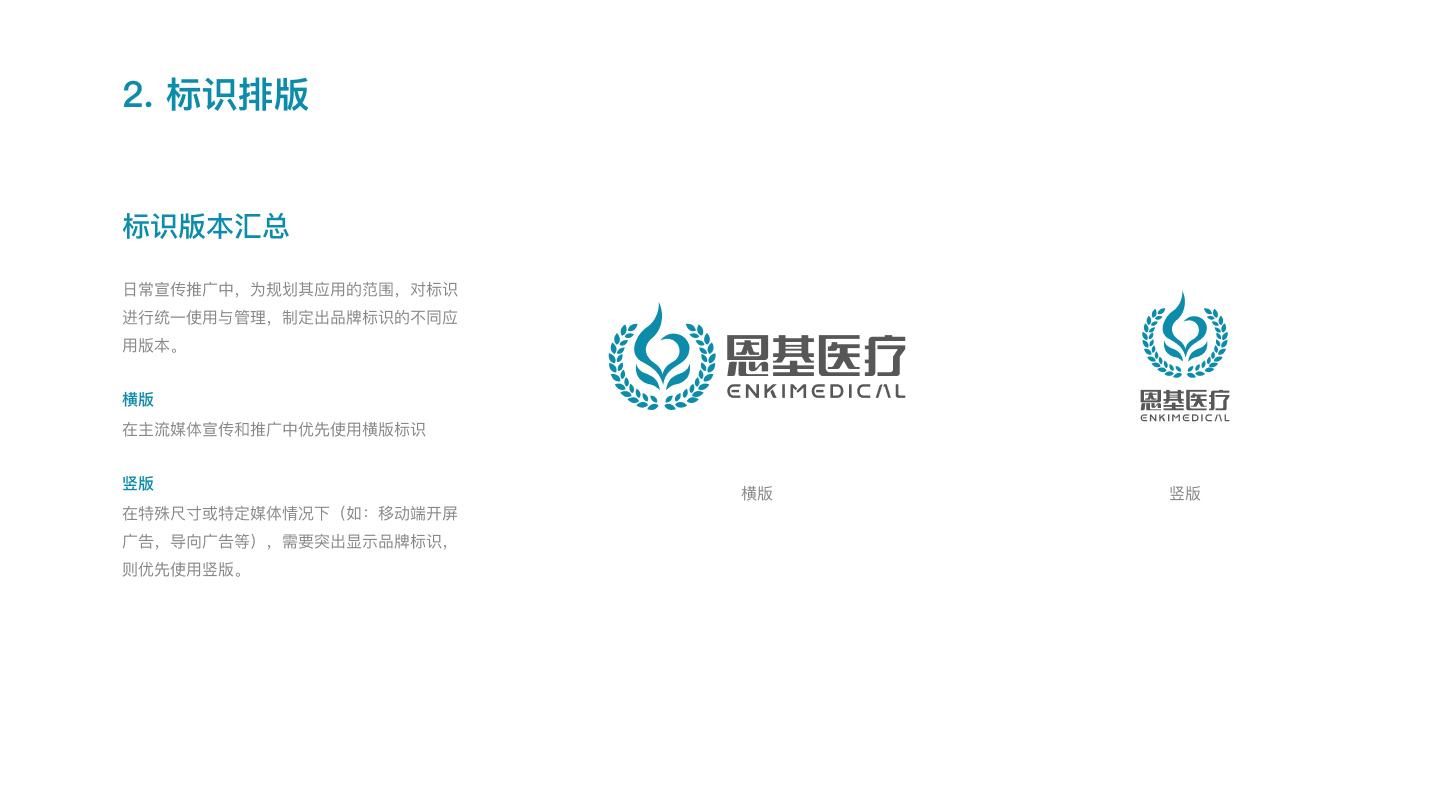 2. 标识排版
标识版本汇总
日常宣传推广中，为规划其应用的范围，对标识
进行统一使用与管理，制定出品牌标识的不同应
用版本。
横版
在主流媒体宣传和推广中优先使用横版标识
竖版
在特殊尺寸或特定媒体情况下（如：移动端开屏
广告，导向广告等），需要突出显示品牌标识，
则优先使用竖版。
恩基医疗
ENKIMEDICAL
横版
恩基医疗
ENKIMEDICAL
竖版